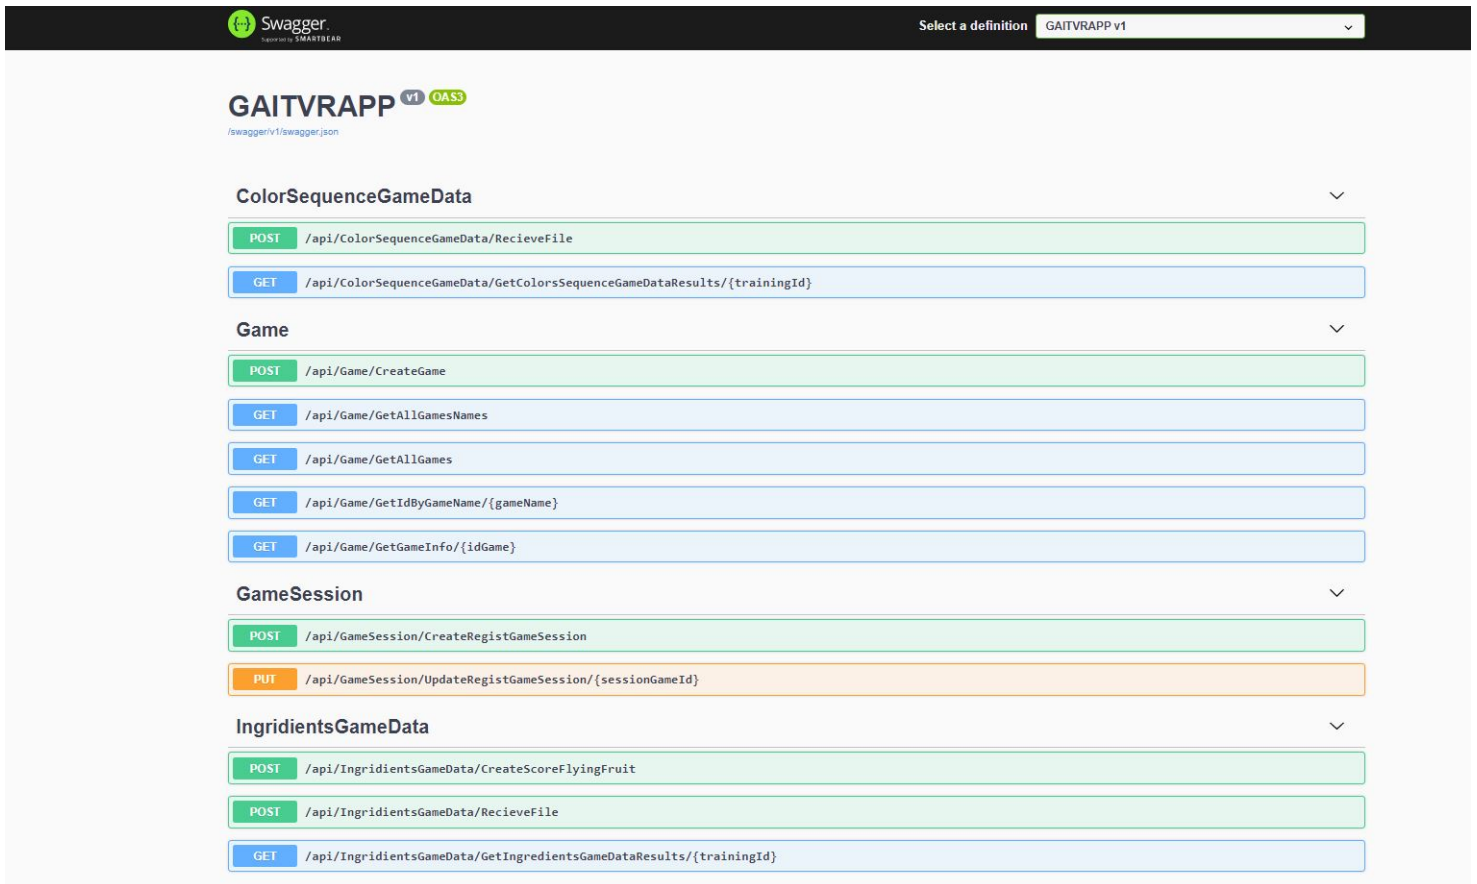 Swagger.
Supported by SMARTBEAR
Select a definition
GAITVRAPP v1
GAITVRAPP v1 OAS3
/swagger/v1/swagger.json
ColorSequenceGameData
POST /api/ColorSequenceGameData/RecieveFile
GET /api/ColorSequenceGameData/GetColorsSequenceGameDataResults/{trainingId}
Game
POST /api/Game/CreateGame
GET /api/Game/GetAllGamesNames
GET /api/Game/GetAllGames
GET /api/Game/GetIdByGameName/{gameName}
GET /api/Game/GetGameInfo/{idGame}
GameSession
POST /api/GameSession/CreateRegistGameSession
PUT /api/GameSession/UpdateRegistGameSession/{sessionGameId}
IngridientsGameData
POST /api/IngridientsGameData/CreateScoreFlyingFruit
POST /api/IngridientsGameData/RecieveFile
GET /api/IngridientsGameData/GetIngredientsGameDataResults/{trainingId}